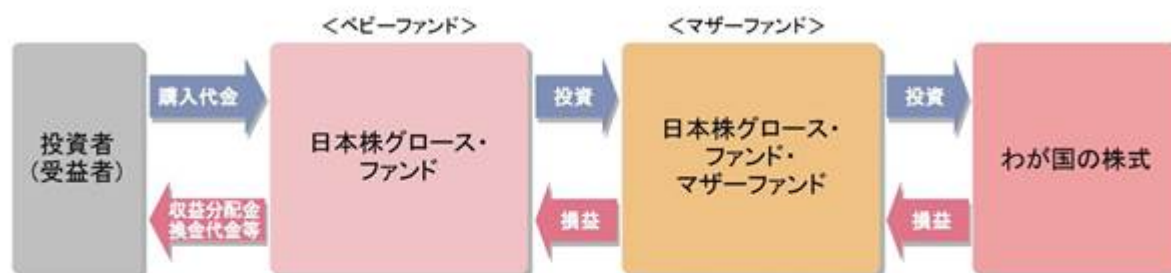 ＜ベビーファンド＞
＜マザーファンド＞
投資者
(受益者)
購入代金
収益分配金
換金代金等
日本株グロース・
ファンド
投資
損益
日本株グロース・
ファンド・
マザーファンド
投資
損益
わが国の株式